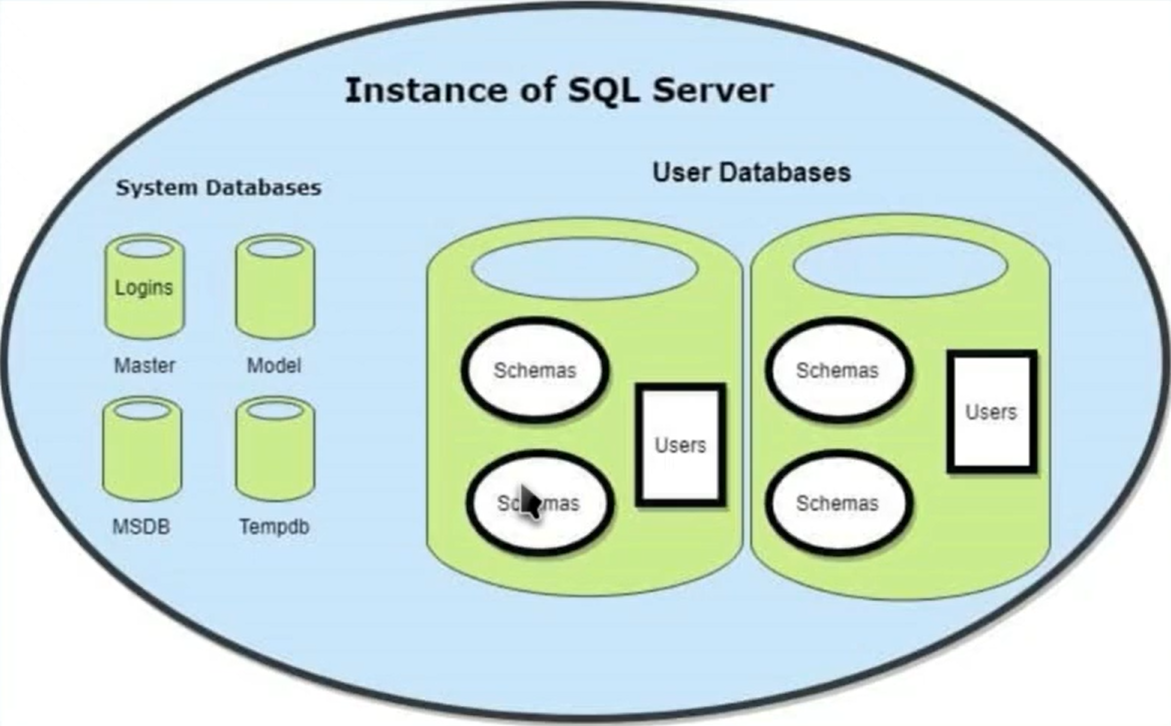 Instance of SQL Server
System Databases
User Databases
Logins
Master
Model
MSDB
Tempdb
Schemas
Schemas
Users
Schemas
Schemas
Users